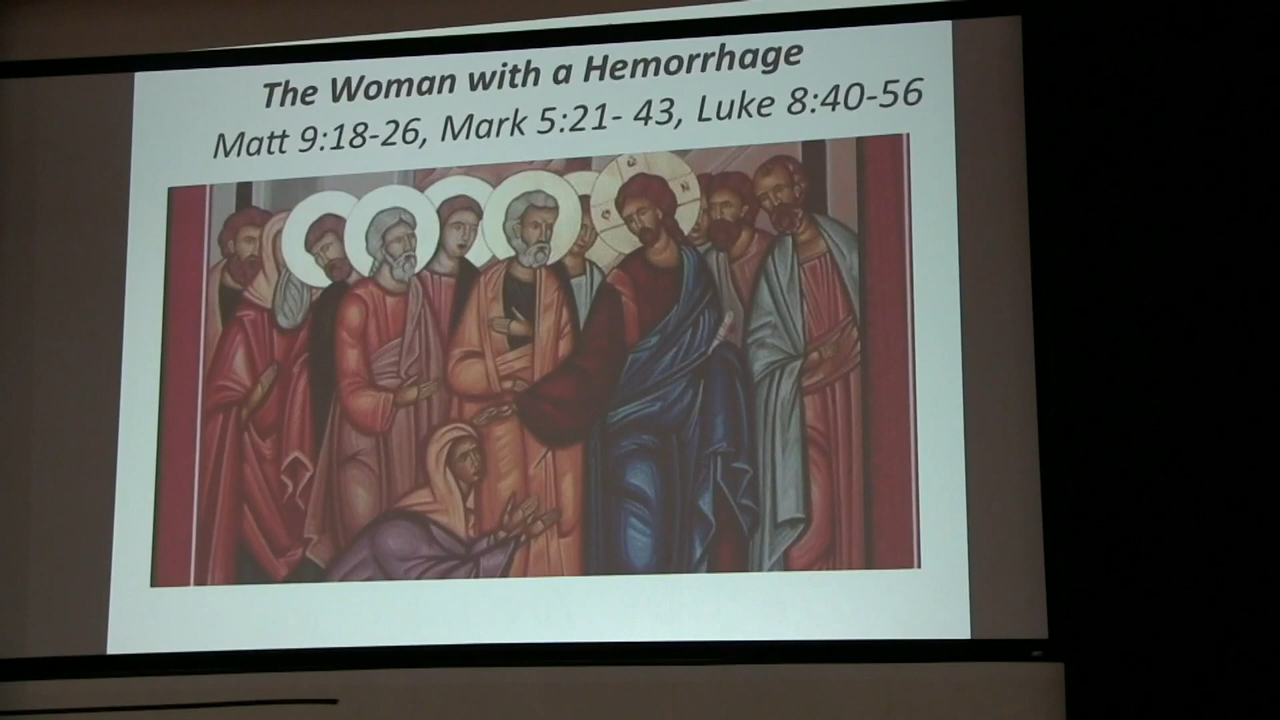 The Woman with a Hemorrhage
Matt 9:18-26, Mark 5:21- 43, Luke 8:40-56